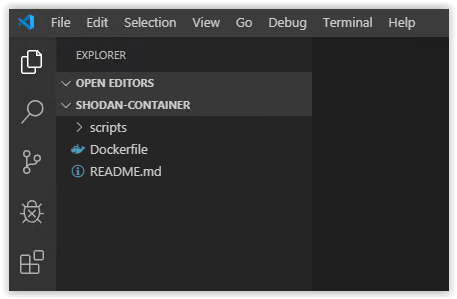 File Edit Selection View Go Debug Terminal Help
EXPLORER
OPEN EDITORS
SHODAN-CONTAINER
scripts
Dockerfile
README.md